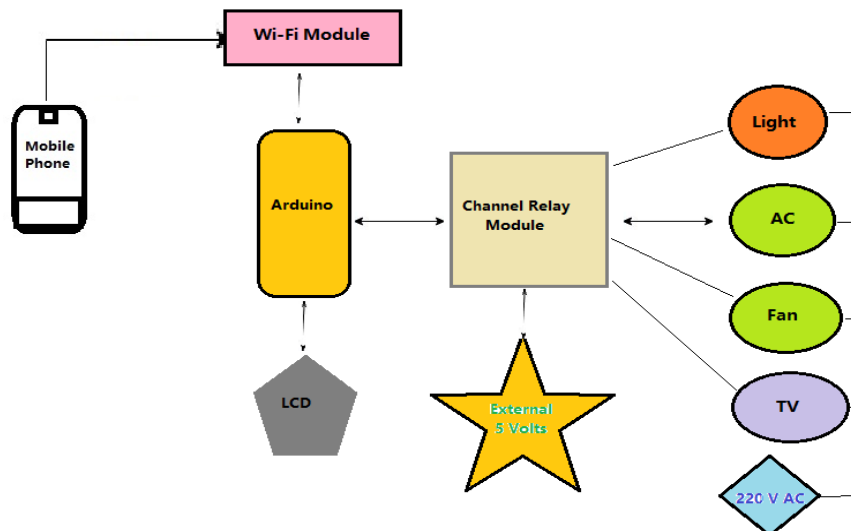 Wi-Fi Module
Mobile
Phone
Arduino
Channel Relay
Module
Light
AC
Fan
TV
220 V AC
LCD
External
5 Volts